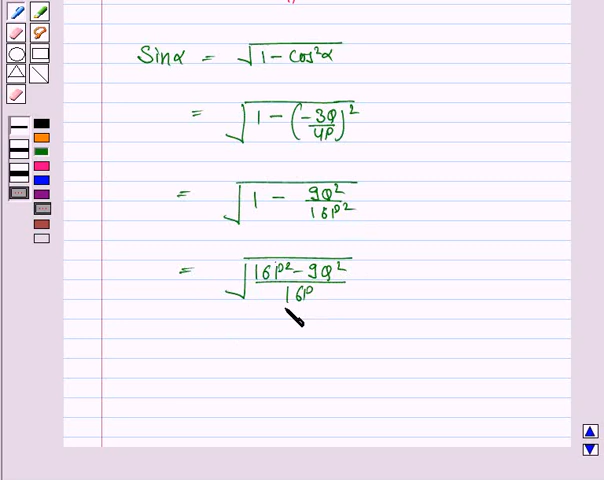 Sinα = √(1 - cos²α)
= √(1 - (-3Q/4P)²)
= √(1 - 9Q²/16P²)
= √((16P² - 9Q²)/16P)